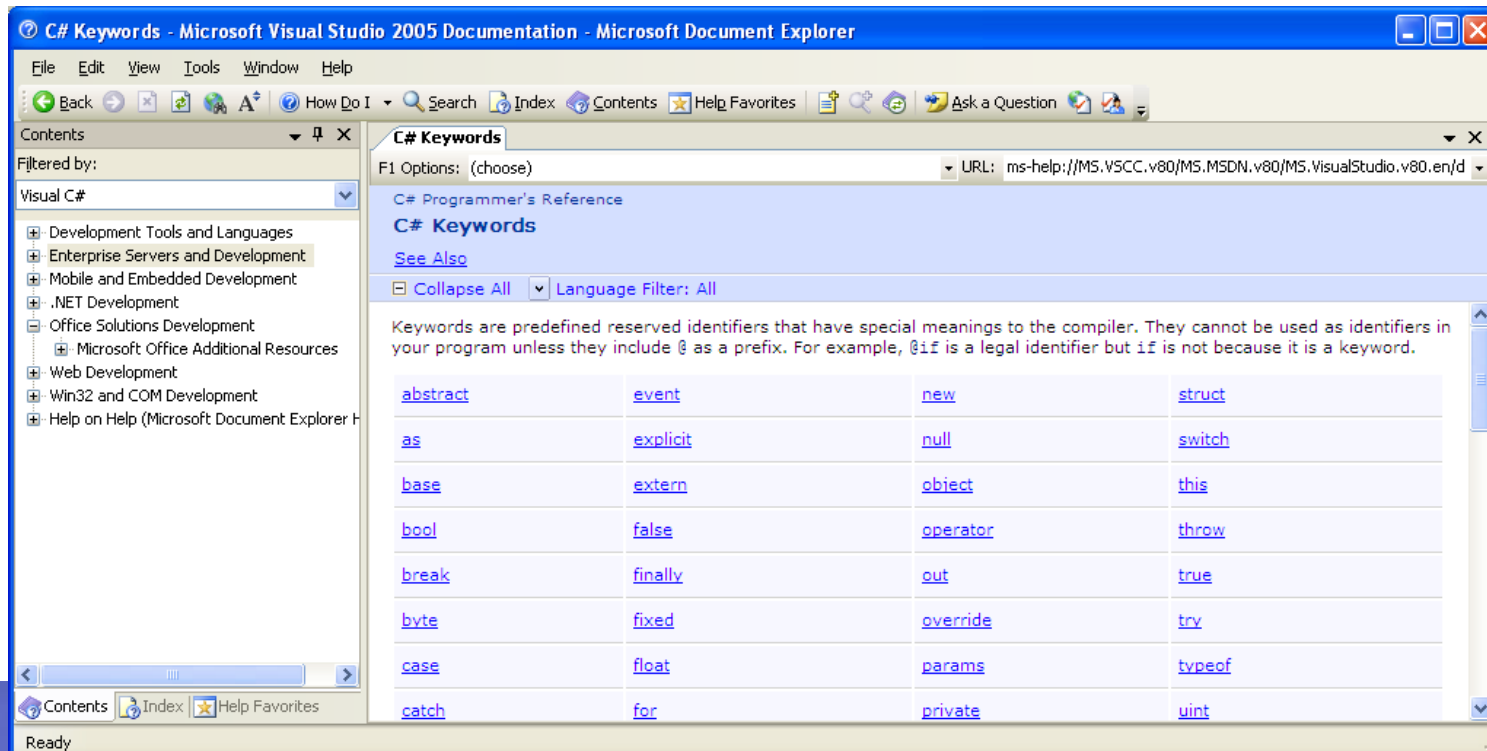 C# Keywords - Microsoft Visual Studio 2005 Documentation - Microsoft Document Explorer
File Edit View Tools Window Help
Back How Do I Search Index Contents Help Favorites Ask a Question
Contents
Filtered by:
Visual C#
Development Tools and Languages
Enterprise Servers and Development
Mobile and Embedded Development
.NET Development
Office Solutions Development
Microsoft Office Additional Resources
Web Development
Win32 and COM Development
Help on Help (Microsoft Document Explorer H
Contents Index Help Favorites
C# Keywords
F1 Options: (choose) URL: ms-help://MS.VSCC.v80/MS.MSDN.v80/MS.VisualStudio.v80.en/d
C# Programmer's Reference
C# Keywords
See Also
Collapse All Language Filter: All
Keywords are predefined reserved identifiers that have special meanings to the compiler. They cannot be used as identifiers in
your program unless they include @ as a prefix. For example, @if is a legal identifier but if is not because it is a keyword.
abstract event new struct
as explicit null switch
base extern object this
bool false operator throw
break finally out true
byte fixed override try
case float params typeof
catch for private uint
Ready